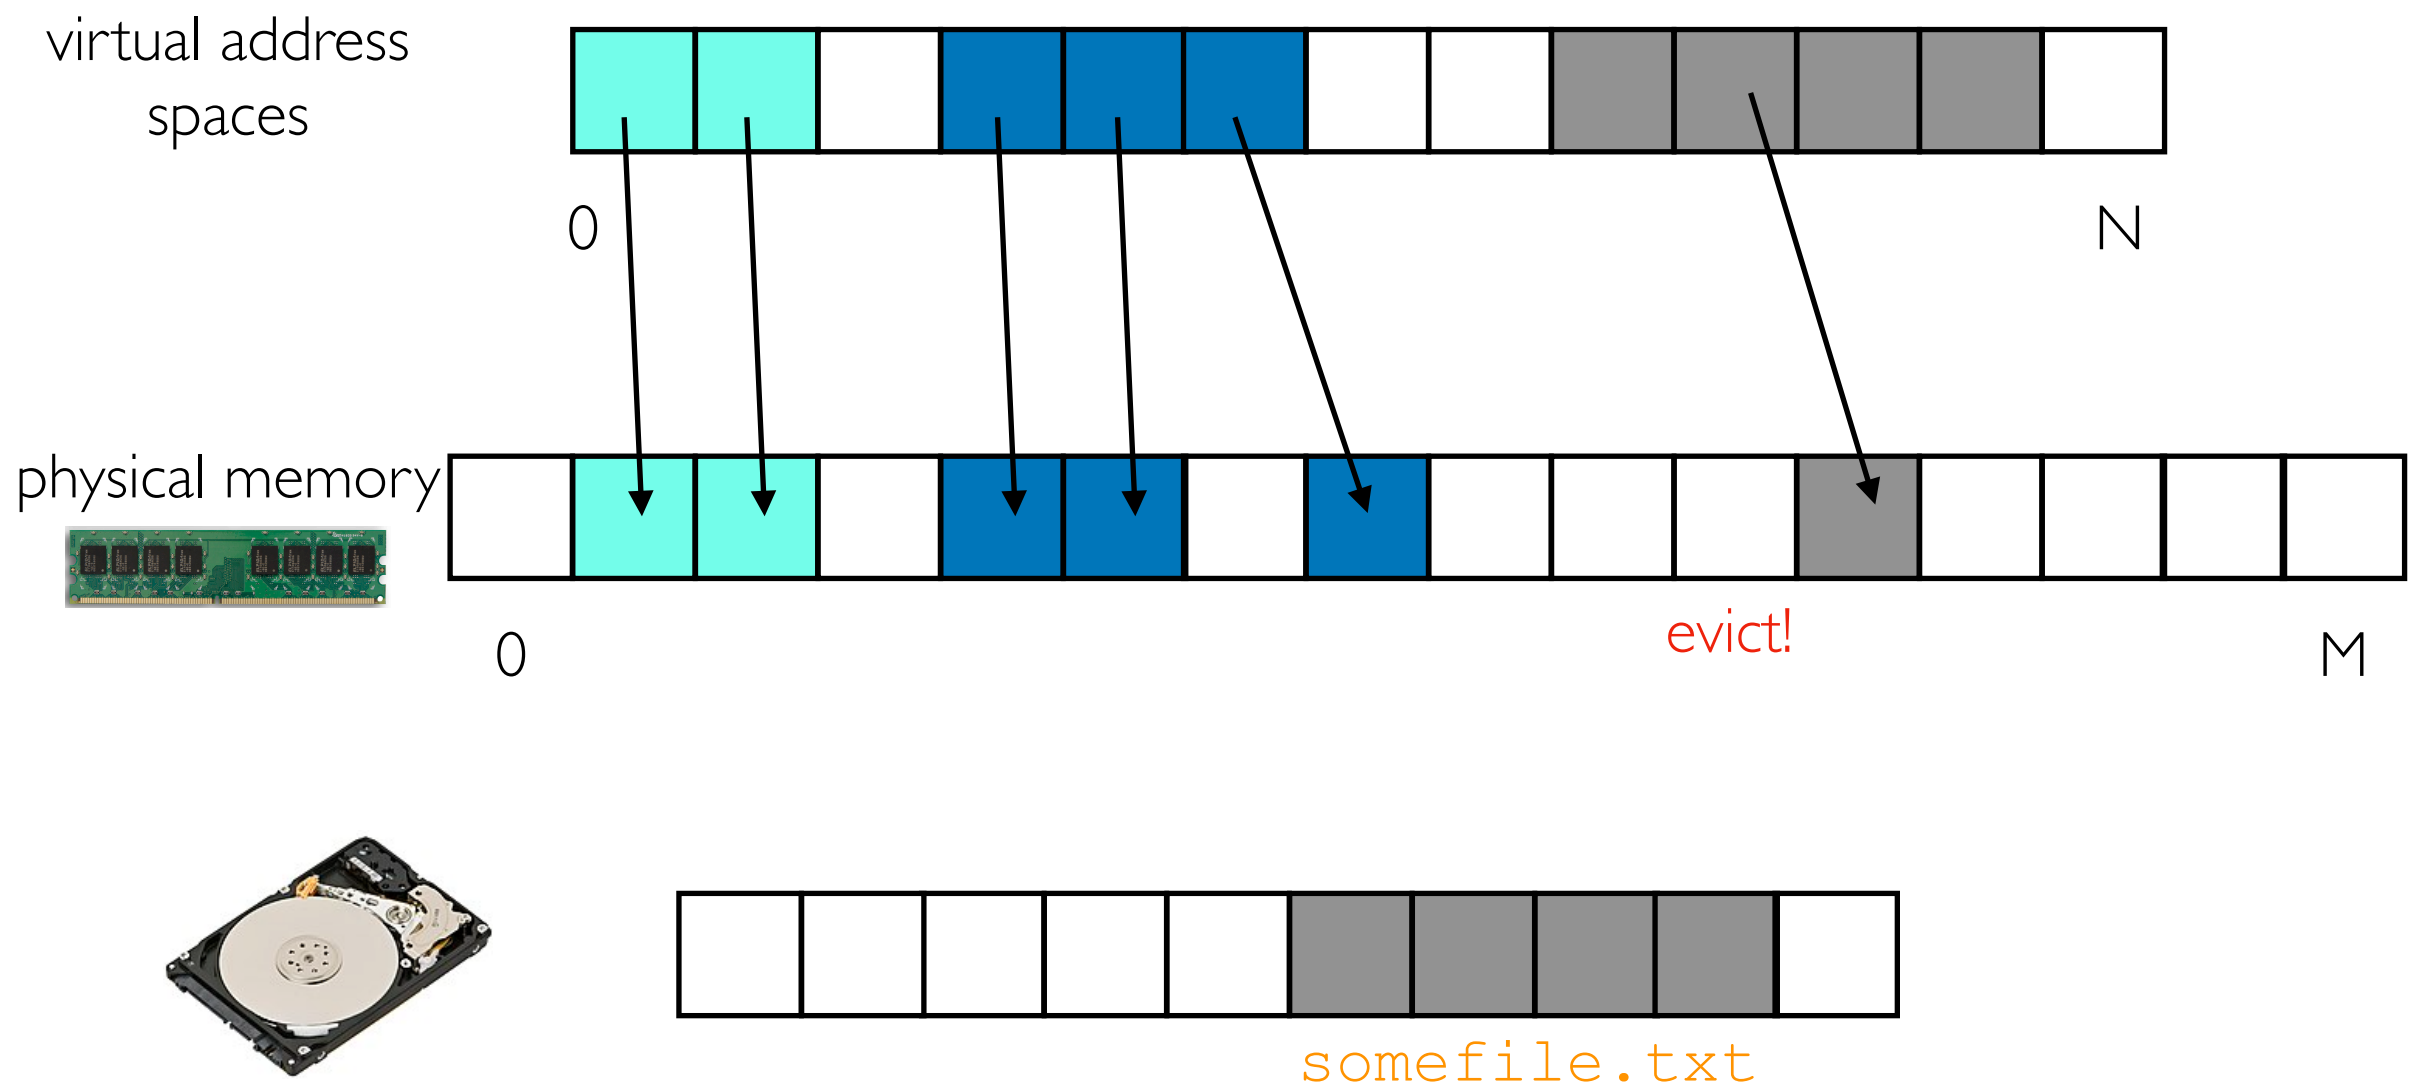 virtual address
spaces
0
N
physical memory
0
evict!
M
somefile.txt